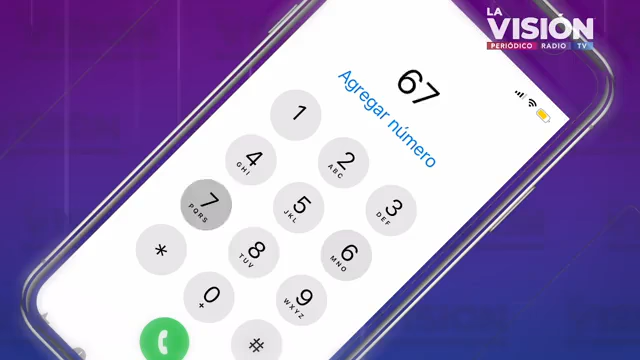 LA
VISIÓN
PERIÓDICO RADIO TV
67
Agregar número
1
2
ABC
3
DEF
4
GHI
5
JKL
6
MNO
7
PQRS
8
TUV
9
WXYZ
*
0
+
#